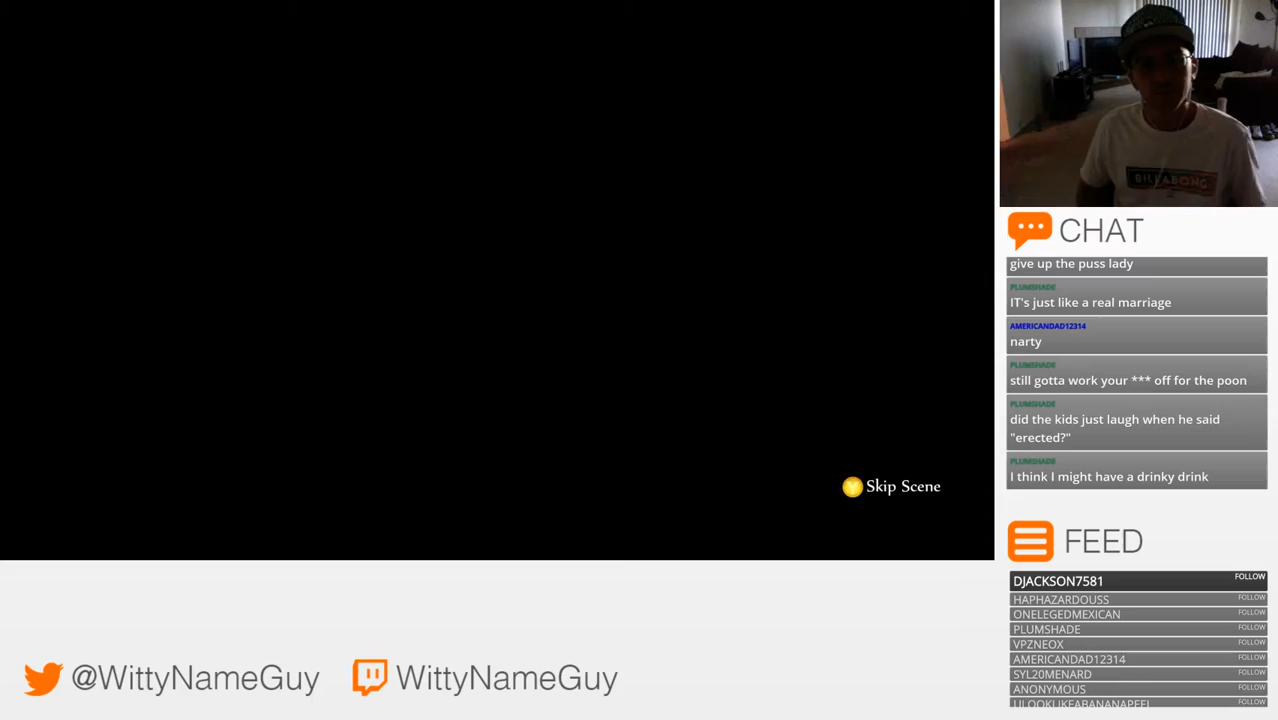 BILLABONG
CHAT
give up the puss lady
PLUMSHADE
IT's just like a real marriage
AMERICANDAD12314
narty
PLUMSHADE
still gotta work your *** off for the poon
PLUMSHADE
did the kids just laugh when he said
"erected?"
PLUMSHADE
I think I might have a drinky drink
Y Skip Scene
FEED
DJACKSON7581 FOLLOW
HAPHAZARDOUSS FOLLOW
ONELEGEDMEXICAN FOLLOW
PLUMSHADE FOLLOW
VPZNEOX FOLLOW
AMERICANDAD12314 FOLLOW
SYL20MENARD FOLLOW
ANONYMOUS FOLLOW
ULOOKLIKEABANANAPEEL FOLLOW
@WittyNameGuy
WittyNameGuy